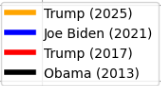 Trump (2025)
Joe Biden (2021)
Trump (2017)
Obama (2013)